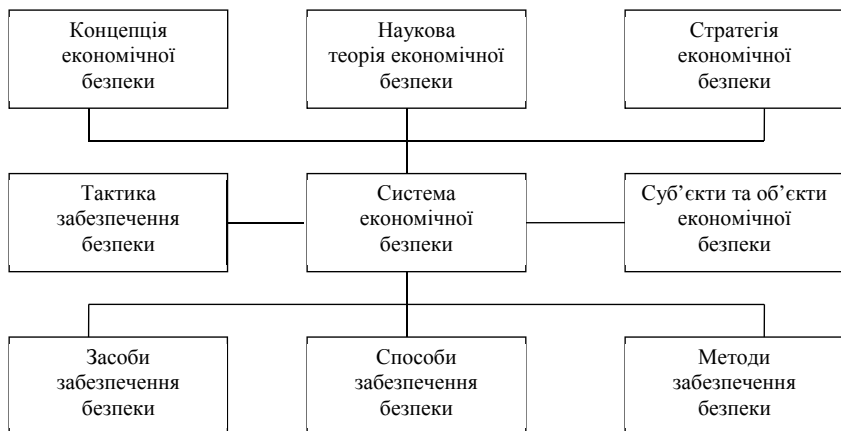 Концепція
економічної
безпеки
Наукова
теорія економічної
безпеки
Стратегія
економічної
безпеки
Тактика
забезпечення
безпеки
Система
економічної
безпеки
Суб’єкти та об’єкти
економічної
безпеки
Засоби
забезпечення
безпеки
Способи
забезпечення
безпеки
Методи
забезпечення
безпеки